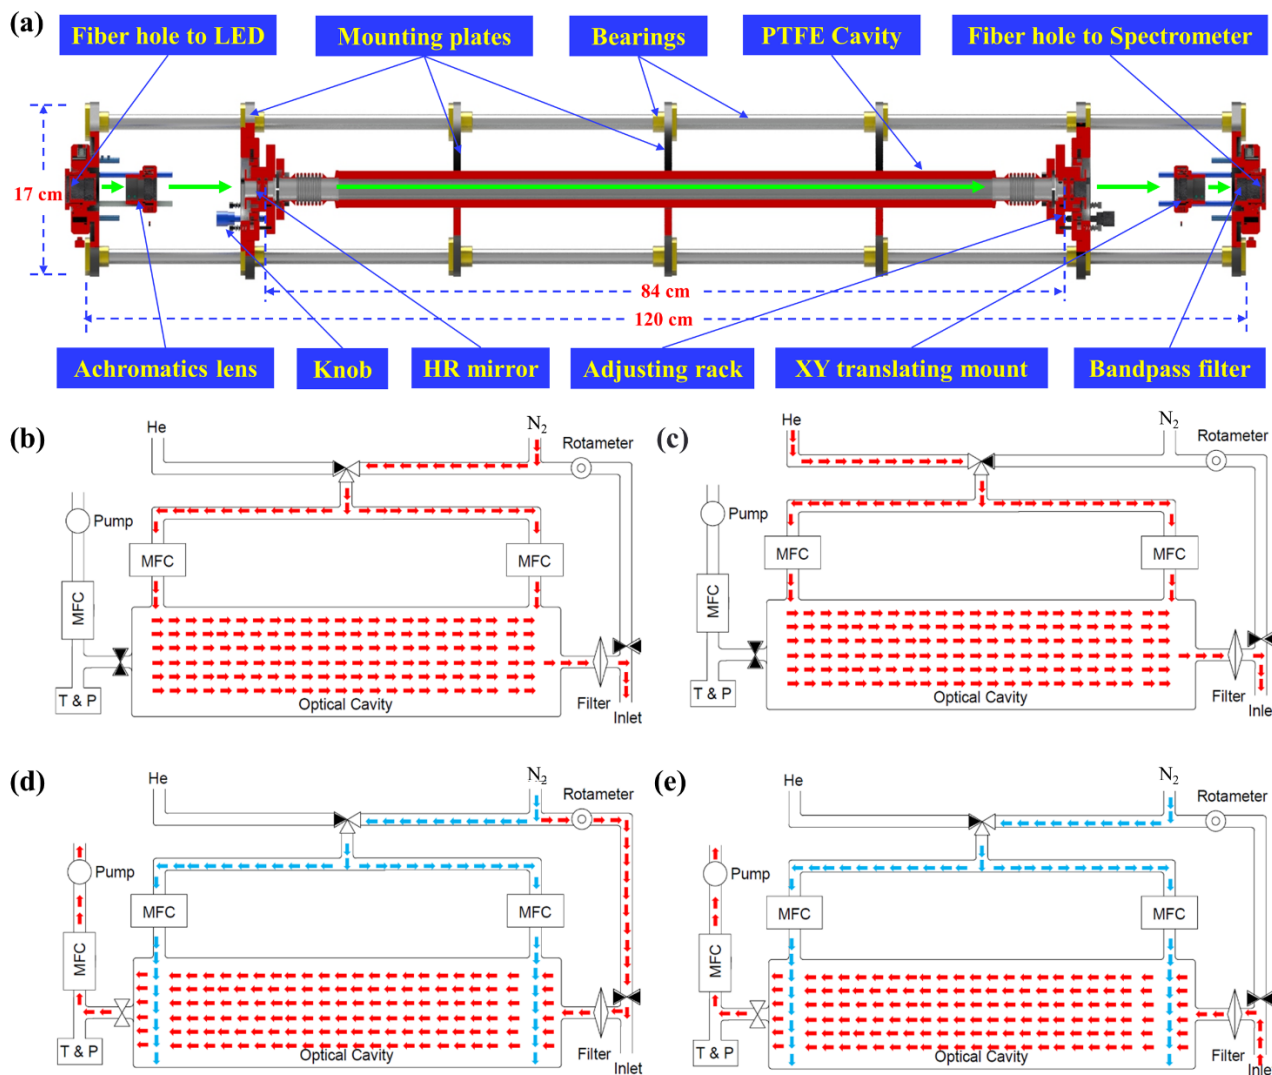 (a)
Fiber hole to LED
Mounting plates
Bearings
PTFE Cavity
Fiber hole to Spectrometer
17 cm
84 cm
120 cm
Achromatics lens
Knob
HR mirror
Adjusting rack
XY translating mount
Bandpass filter
(b)
He
N2
Rotameter
Pump
MFC
MFC
MFC
T & P
Optical Cavity
Filter
Inlet
(c)
He
N2
Rotameter
Pump
MFC
MFC
MFC
T & P
Optical Cavity
Filter
Inlet
(d)
He
N2
Rotameter
Pump
MFC
MFC
MFC
T & P
Optical Cavity
Filter
Inlet
(e)
He
N2
Rotameter
Pump
MFC
MFC
MFC
T & P
Optical Cavity
Filter
Inlet